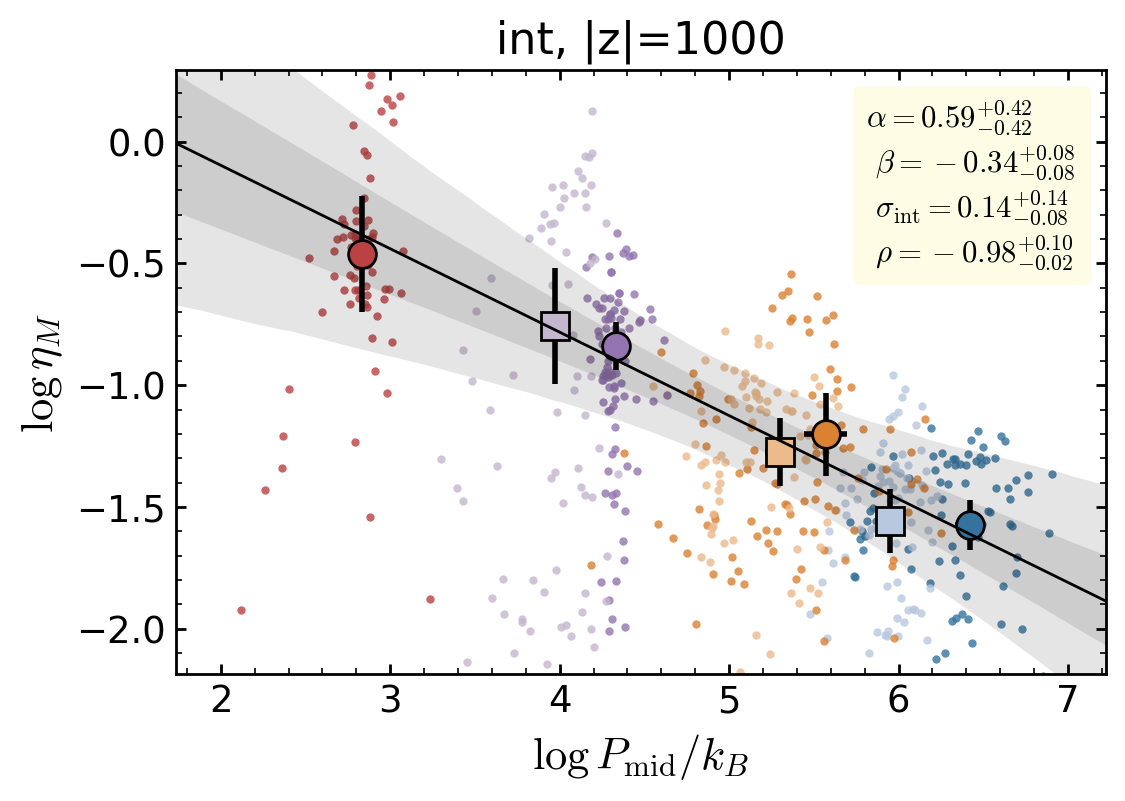 int, |z|=1000
α = 0.59+0.42−0.42
β = −0.34+0.08−0.08
σint = 0.14+0.14−0.08
ρ = −0.98+0.10−0.02
log ηM
0.0
−0.5
−1.0
−1.5
−2.0
2 3 4 5 6 7
log Pmid/kB